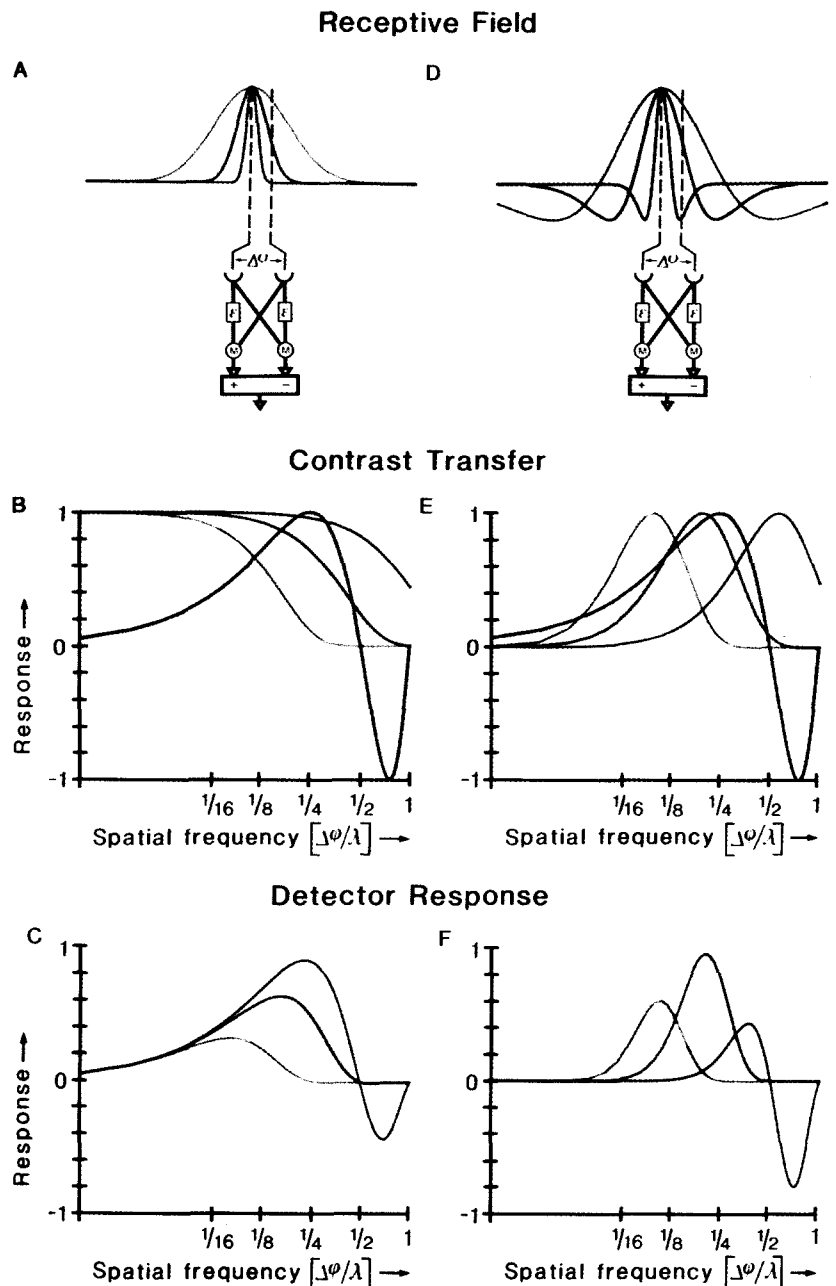 Receptive Field
A
D
Δφ
Δφ
F F
F F
M M
M M
+ −
+ −
Contrast Transfer
B
E
1
0
-1
Response →
1
0
-1
1/16 1/8 1/4 1/2 1
1/16 1/8 1/4 1/2 1
Spatial frequency [Δφ/λ] →
Spatial frequency [Δφ/λ] →
Detector Response
C
F
1
0
-1
Response →
1
0
-1
1/16 1/8 1/4 1/2 1
1/16 1/8 1/4 1/2 1
Spatial frequency [Δφ/λ] →
Spatial frequency [Δφ/λ] →